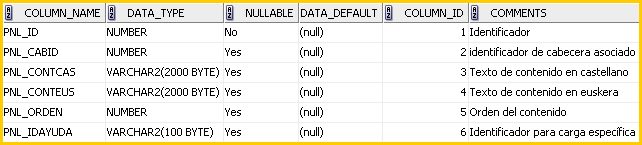 COLUMN_NAME DATA_TYPE NULLABLE DATA_DEFAULT COLUMN_ID COMMENTS
PNL_ID NUMBER No (null) 1 Identificador
PNL_CABID NUMBER Yes (null) 2 identificador de cabecera asociado
PNL_CONTCAS VARCHAR2(2000 BYTE) Yes (null) 3 Texto de contenido en castellano
PNL_CONTEUS VARCHAR2(2000 BYTE) Yes (null) 4 Texto de contenido en euskera
PNL_ORDEN NUMBER Yes (null) 5 Orden del contenido
PNL_IDAYUDA VARCHAR2(100 BYTE) Yes (null) 6 Identificador para carga específica